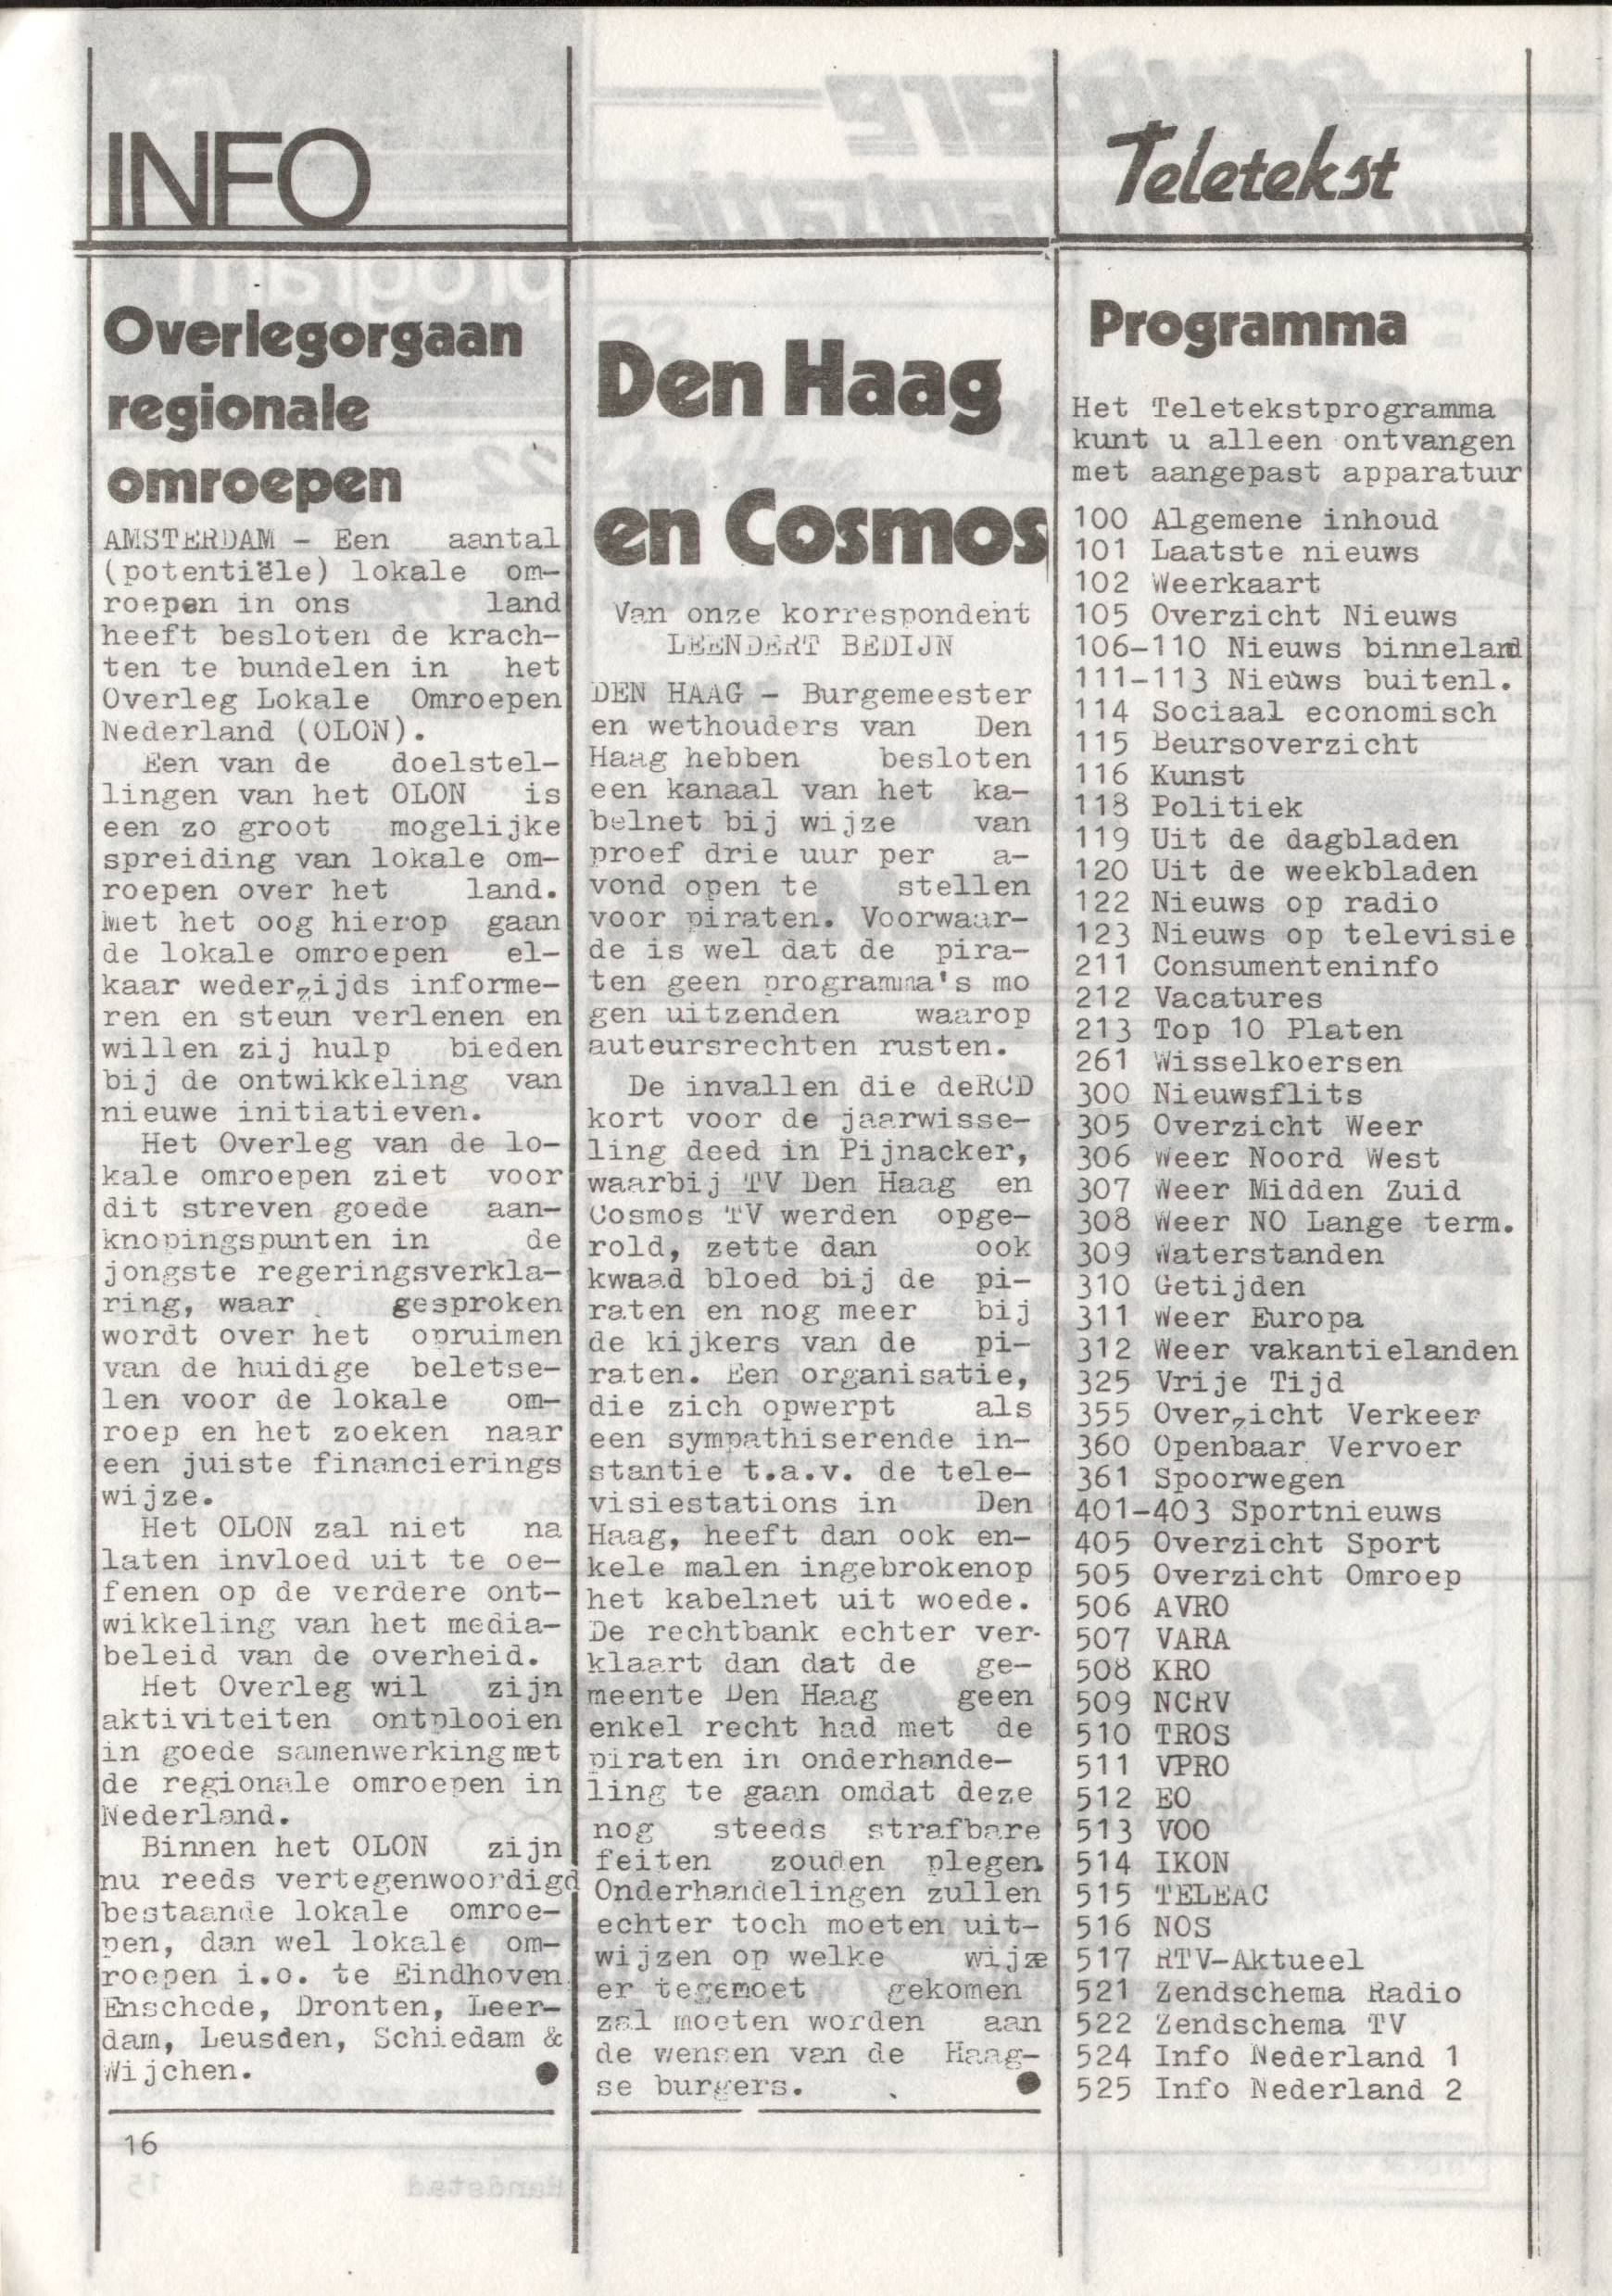 INFO
Overlegorgaan
regionale
omroepen
AMSTERDAM - Een aantal
(potentiële) lokale om-
roepen in ons land
heeft besloten de krach-
ten te bundelen in het
Overleg Lokale Omroepen
Nederland (OLON).
Een van de doelstel-
lingen van het OLON is
een zo groot mogelijke
spreiding van lokale om-
roepen over het land.
Met het oog hierop gaan
de lokale omroepen el-
kaar wederzijds informe-
ren en steun verlenen en
willen zij hulp bieden
bij de ontwikkeling van
nieuwe initiatieven.
Het Overleg van de lo-
kale omroepen ziet voor
dit streven goede aan-
knopingspunten in de
jongste regeringsverkla-
ring, waar gesproken
wordt over het opruimen
van de huidige beletse-
len voor de lokale om-
roep en het zoeken naar
een juiste financierings
wijze.
Het OLON zal niet na
laten invloed uit te oe-
fenen op de verdere ont-
wikkeling van het media-
beleid van de overheid.
Het Overleg wil zijn
aktiviteiten ontplooien
in goede samenwerking met
de regionale omroepen in
Nederland.
Binnen het OLON zijn
nu reeds vertegenwoordigd
bestaande lokale omroe-
pen, dan wel lokale om-
roepen i.o. te Eindhoven
Enschede, Dronten, Leer-
dam, Leusden, Schiedam &
Wijchen.
16
Den Haag
en Cosmos
Van onze korrespondent
LEENDERT BEDIJN
DEN HAAG - Burgemeester
en wethouders van Den
Haag hebben besloten
een kanaal van het ka-
belnet bij wijze van
proef drie uur per a-
vond open te stellen
voor piraten. Voorwaar-
de is wel dat de pira-
ten geen programma's mo
gen uitzenden waarop
auteursrechten rusten.
De invallen die deRCD
kort voor de jaarwisse-
ling deed in Pijnacker,
waarbij TV Den Haag en
Cosmos TV werden opge-
rold, zette dan ook
kwaad bloed bij de pi-
raten en nog meer bij
de kijkers van de pi-
raten. Een organisatie,
die zich opwerpt als
een sympathiserende in-
stantie t.a.v. de tele-
visiestations in Den
Haag, heeft dan ook en-
kele malen ingebrokenop
het kabelnet uit woede.
De rechtbank echter ver-
klaart dan dat de ge-
meente Den Haag geen
enkel recht had met de
piraten in onderhande-
ling te gaan omdat deze
nog steeds strafbare
feiten zouden plegen.
Onderhandelingen zullen
echter toch moeten uit-
wijzen op welke wijze
er tegemoet gekomen
zal moeten worden aan
de wensen van de Haag-
se burgers.
Teletekst
Programma
Het Teletekstprogramma
kunt u alleen ontvangen
met aangepast apparatuur
100 Algemene inhoud
101 Laatste nieuws
102 Weerkaart
105 Overzicht Nieuws
106-110 Nieuws binneland
111-113 Nieuws buitenl.
114 Sociaal economisch
115 Beursoverzicht
116 Kunst
118 Politiek
119 Uit de dagbladen
120 Uit de weekbladen
122 Nieuws op radio
123 Nieuws op televisie
211 Consumenteninfo
212 Vacatures
213 Top 10 Platen
261 Wisselkoersen
300 Nieuwsflits
305 Overzicht Weer
306 Weer Noord West
307 Weer Midden Zuid
308 Weer NO Lange term.
309 Waterstanden
310 Getijden
311 Weer Europa
312 Weer vakantielanden
325 Vrije Tijd
355 Overzicht Verkeer
360 Openbaar Vervoer
361 Spoorwegen
401-403 Sportnieuws
405 Overzicht Sport
505 Overzicht Omroep
506 AVRO
507 VARA
508 KRO
509 NCRV
510 TROS
511 VPRO
512 EO
513 VOO
514 IKON
515 TELEAC
516 NOS
517 RTV-Aktueel
521 Zendschema Radio
522 Zendschema TV
524 Info Nederland 1
525 Info Nederland 2